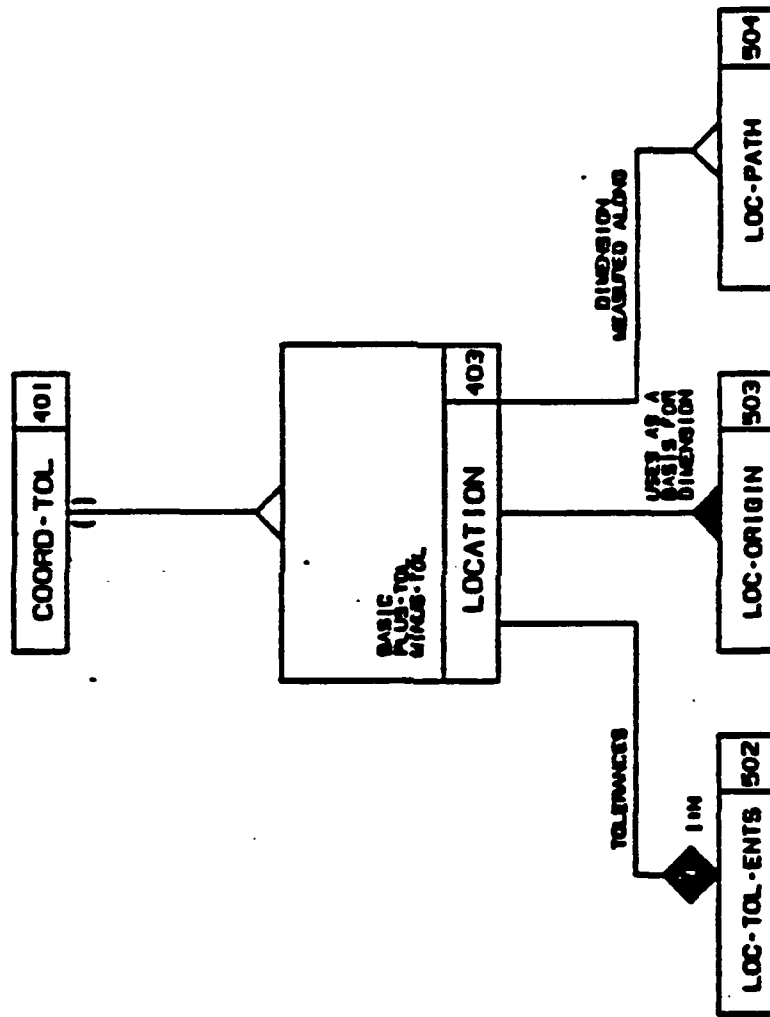 COORD-TOL 401
()
BASIC
PLUS-TOL
MINUS-TOL
LOCATION 403
TOLERANCES
USES AS A
BASIS FOR
DIMENSION
DIMENSION
MEASURED ALONG
LOC-TOL-ENTS 502
LOC-ORIGIN 503
LOC-PATH 504